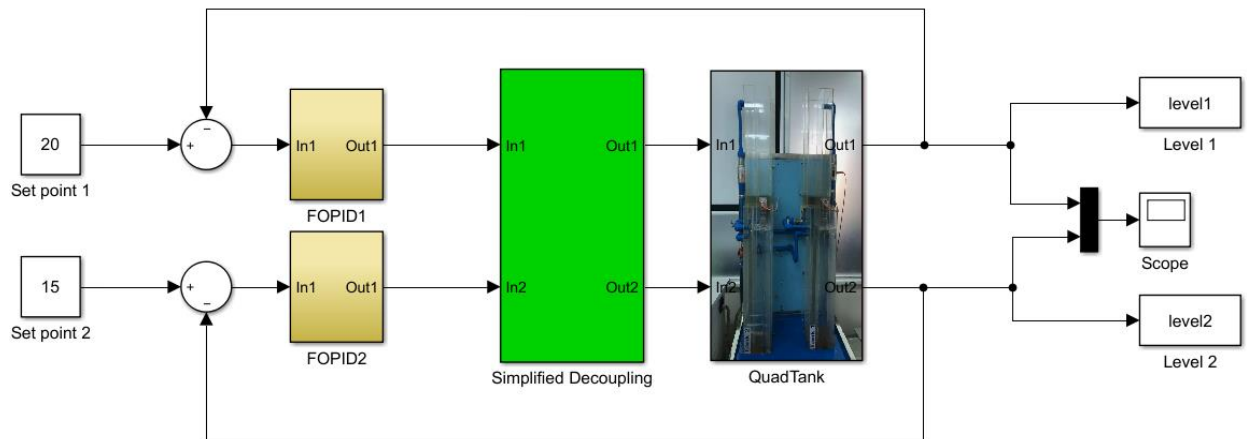 20
Set point 1
+
−
In1 Out1
FOPID1
In1 Out1
In2 Out2
Simplified Decoupling
In1 Out1
In2 Out2
QuadTank
level1
Level 1
Scope
15
Set point 2
+
−
In1 Out1
FOPID2
level2
Level 2